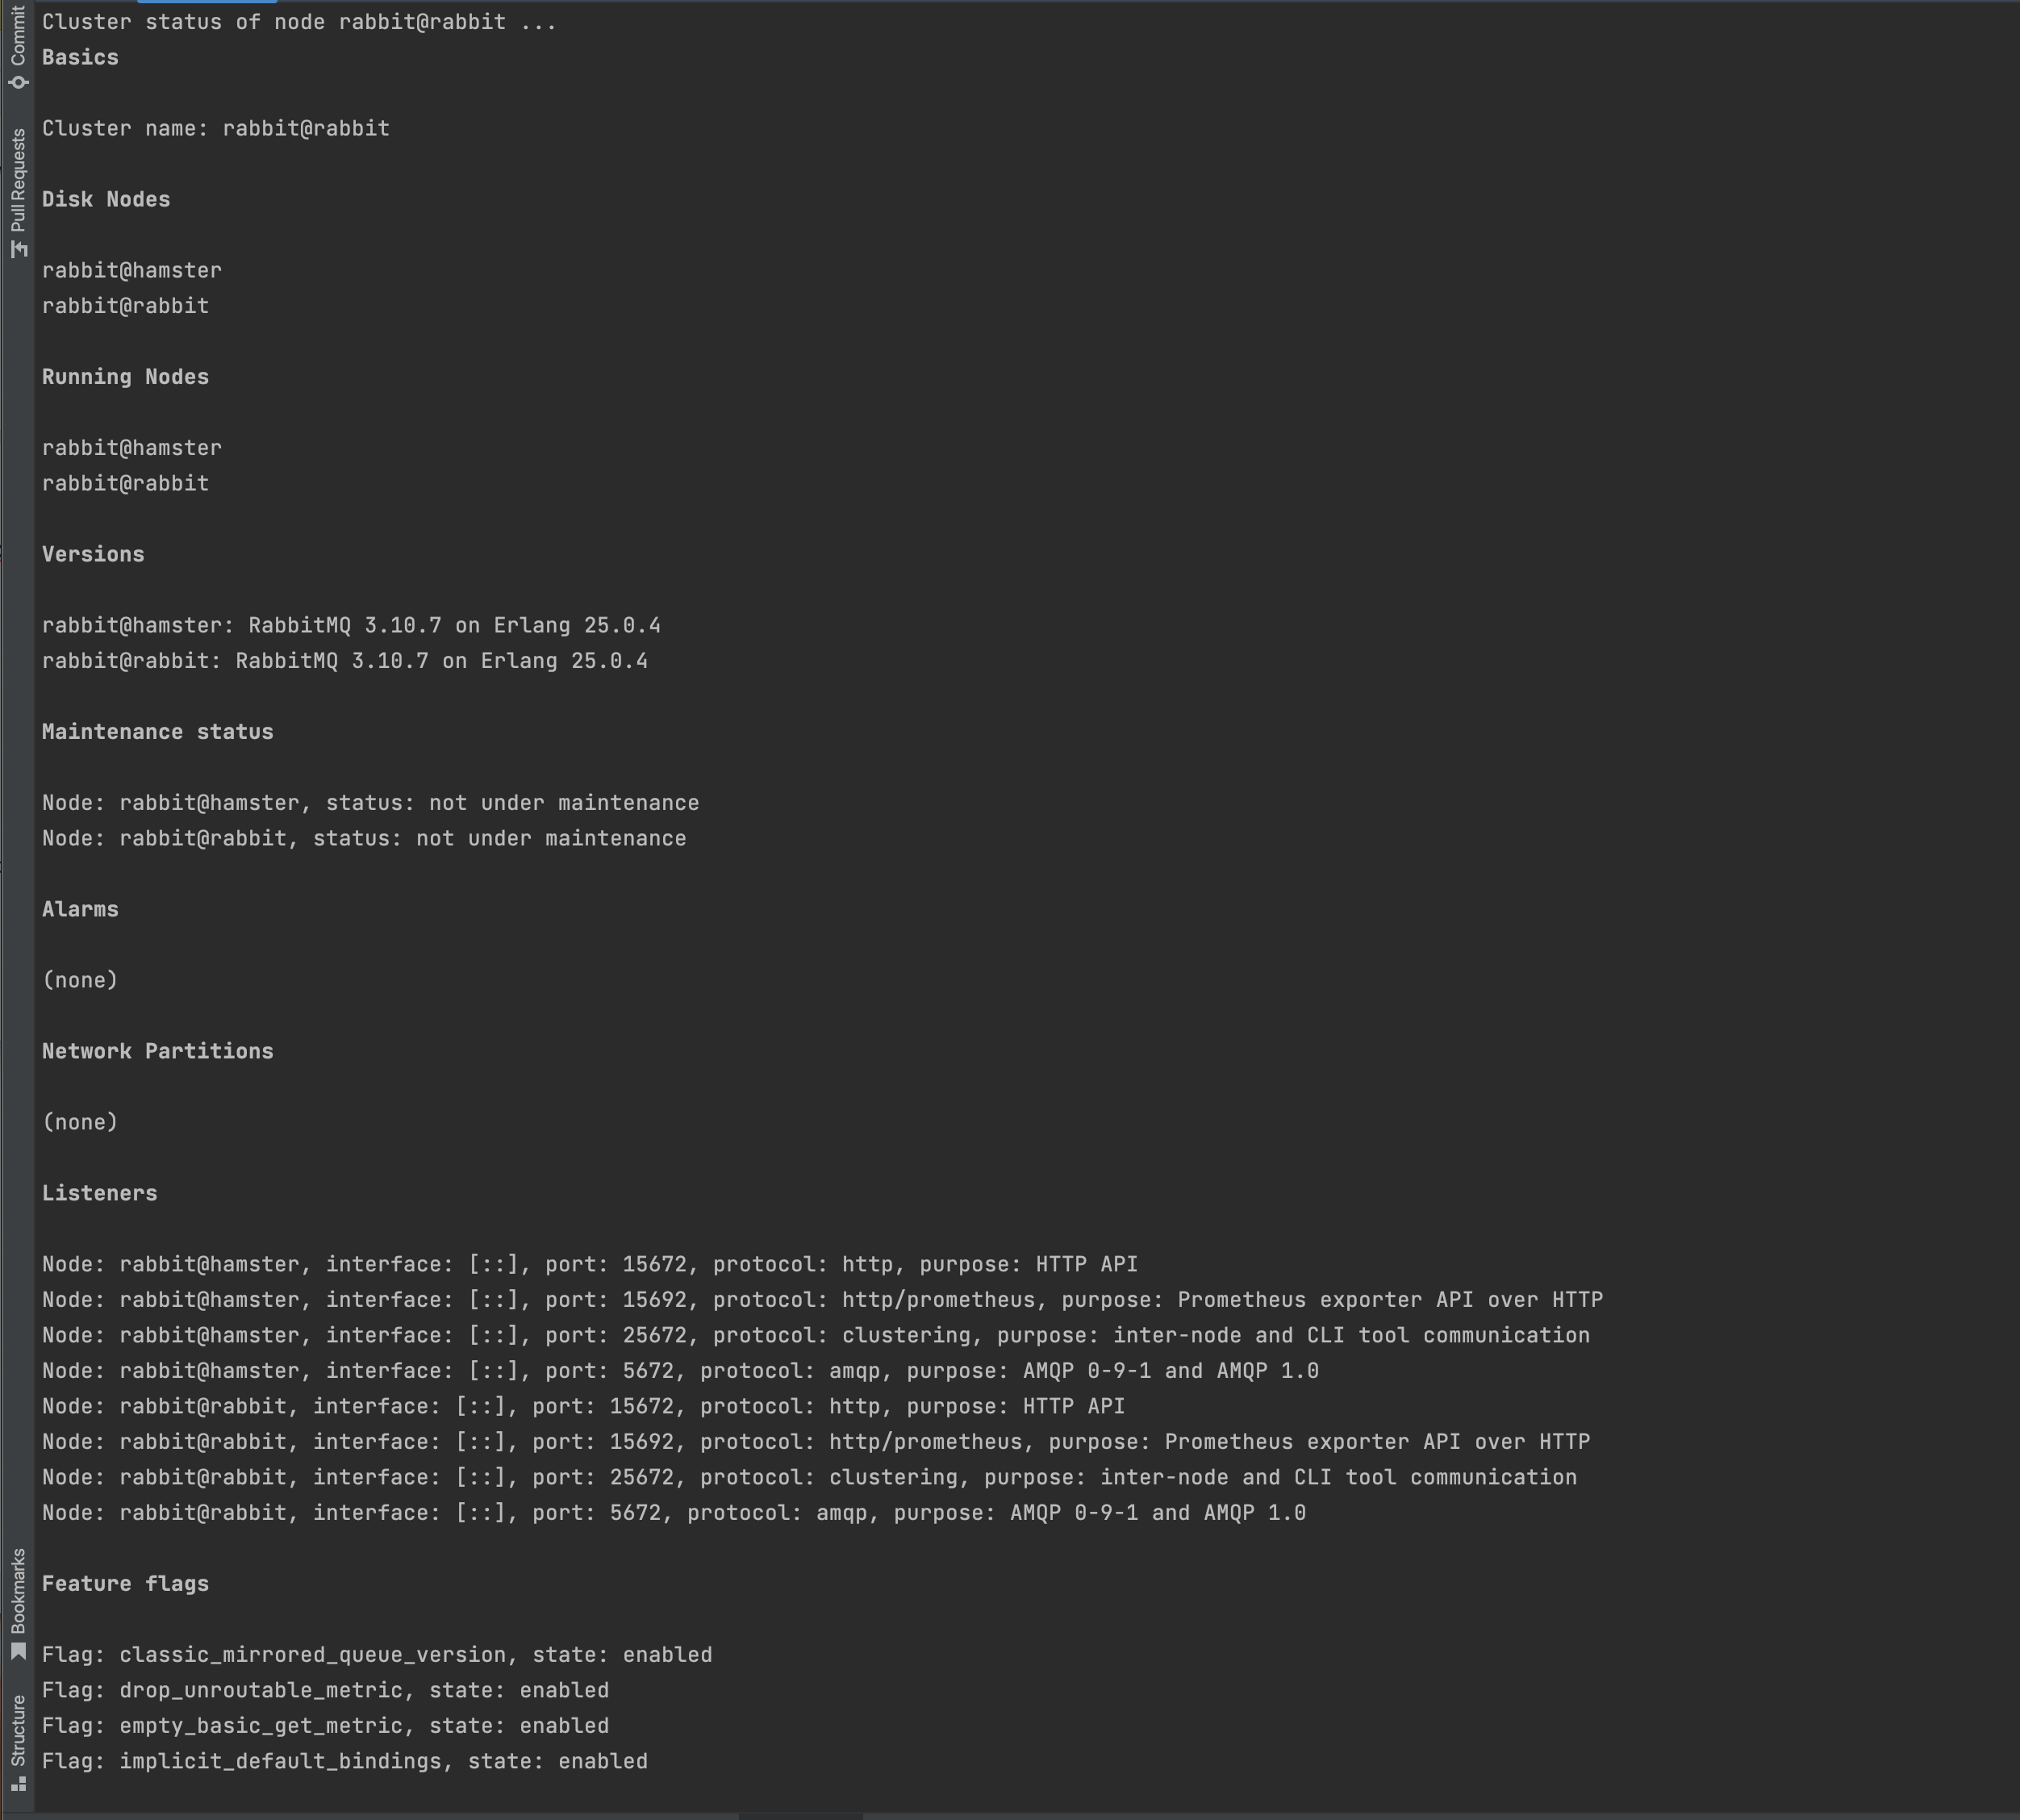 Commit
Pull Requests
Bookmarks
Structure
Cluster status of node rabbit@rabbit ...
Basics
Cluster name: rabbit@rabbit
Disk Nodes
rabbit@hamster
rabbit@rabbit
Running Nodes
rabbit@hamster
rabbit@rabbit
Versions
rabbit@hamster: RabbitMQ 3.10.7 on Erlang 25.0.4
rabbit@rabbit: RabbitMQ 3.10.7 on Erlang 25.0.4
Maintenance status
Node: rabbit@hamster, status: not under maintenance
Node: rabbit@rabbit, status: not under maintenance
Alarms
(none)
Network Partitions
(none)
Listeners
Node: rabbit@hamster, interface: [::], port: 15672, protocol: http, purpose: HTTP API
Node: rabbit@hamster, interface: [::], port: 15692, protocol: http/prometheus, purpose: Prometheus exporter API over HTTP
Node: rabbit@hamster, interface: [::], port: 25672, protocol: clustering, purpose: inter-node and CLI tool communication
Node: rabbit@hamster, interface: [::], port: 5672, protocol: amqp, purpose: AMQP 0-9-1 and AMQP 1.0
Node: rabbit@rabbit, interface: [::], port: 15672, protocol: http, purpose: HTTP API
Node: rabbit@rabbit, interface: [::], port: 15692, protocol: http/prometheus, purpose: Prometheus exporter API over HTTP
Node: rabbit@rabbit, interface: [::], port: 25672, protocol: clustering, purpose: inter-node and CLI tool communication
Node: rabbit@rabbit, interface: [::], port: 5672, protocol: amqp, purpose: AMQP 0-9-1 and AMQP 1.0
Feature flags
Flag: classic_mirrored_queue_version, state: enabled
Flag: drop_unroutable_metric, state: enabled
Flag: empty_basic_get_metric, state: enabled
Flag: implicit_default_bindings, state: enabled